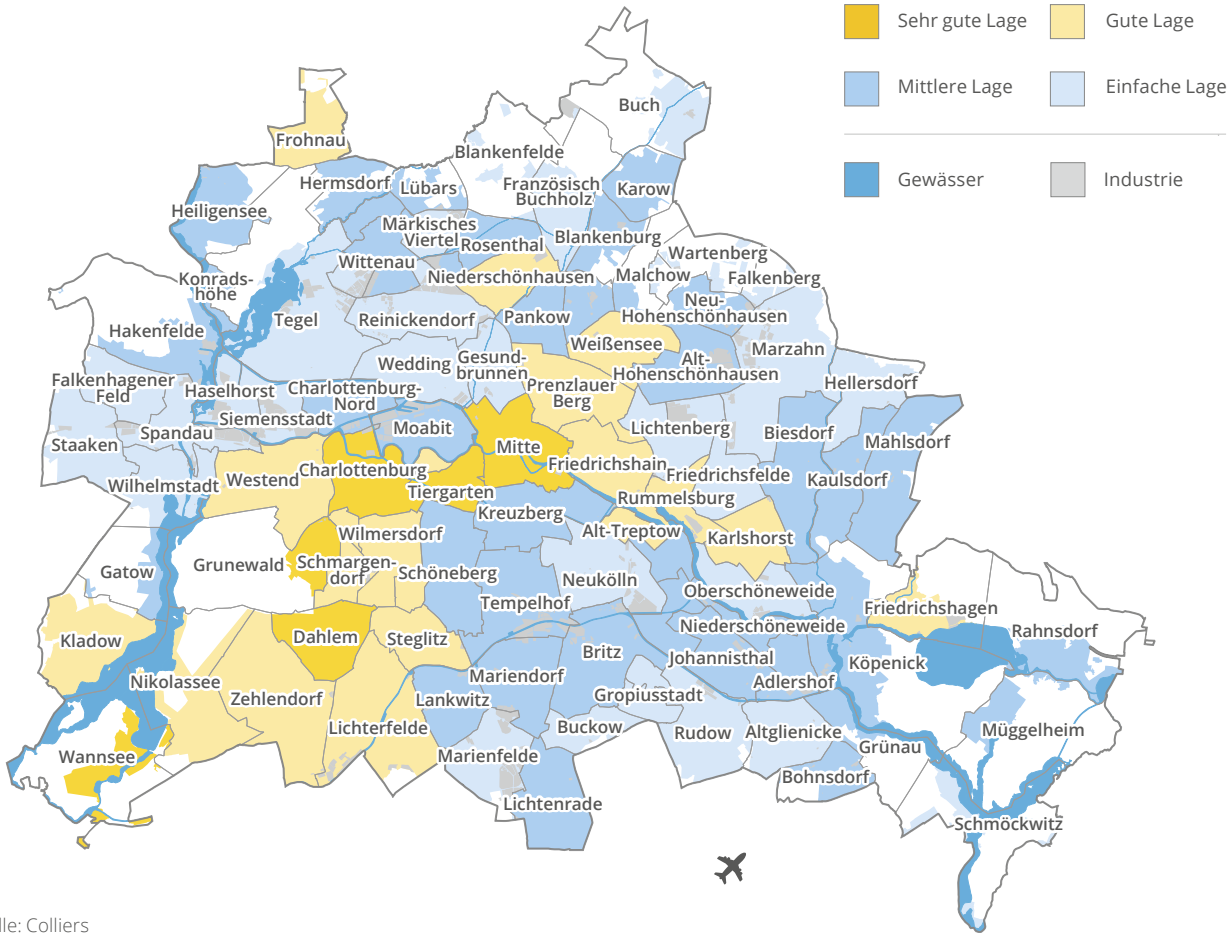 Sehr gute Lage
Gute Lage
Mittlere Lage
Einfache Lage
Gewässer
Industrie
Buch
Frohnau
Blankenfelde
Hermsdorf
Lübars
Französisch
Buchholz
Karow
Heiligensee
Märkisches
Viertel
Rosenthal
Blankenburg
Wartenberg
Wittenau
Niederschönhausen
Malchow
Falkenberg
Konrads-
höhe
Neu-
Hohenschönhausen
Tegel
Reinickendorf
Pankow
Hakenfelde
Weißensee
Marzahn
Wedding
Gesund-
brunnen
Alt-
Hohenschönhausen
Falkenhagener
Feld
Haselhorst
Charlottenburg-
Nord
Prenzlauer
Berg
Hellersdorf
Siemensstadt
Moabit
Lichtenberg
Biesdorf
Mahlsdorf
Staaken
Spandau
Mitte
Charlottenburg
Friedrichshain
Friedrichsfelde
Kaulsdorf
Wilhelmstadt
Westend
Tiergarten
Rummelsburg
Kreuzberg
Wilmersdorf
Alt-Treptow
Karlshorst
Gatow
Grunewald
Schmargen-
dorf
Schöneberg
Neukölln
Oberschöneweide
Tempelhof
Friedrichshagen
Kladow
Dahlem
Steglitz
Niederschöneweide
Rahnsdorf
Britz
Johannisthal
Köpenick
Nikolassee
Mariendorf
Adlershof
Zehlendorf
Lankwitz
Gropiusstadt
Lichterfelde
Buckow
Rudow
Altglienicke
Müggelheim
Wannsee
Marienfelde
Grünau
Bohnsdorf
Lichtenrade
Schmöckwitz
lle: Colliers